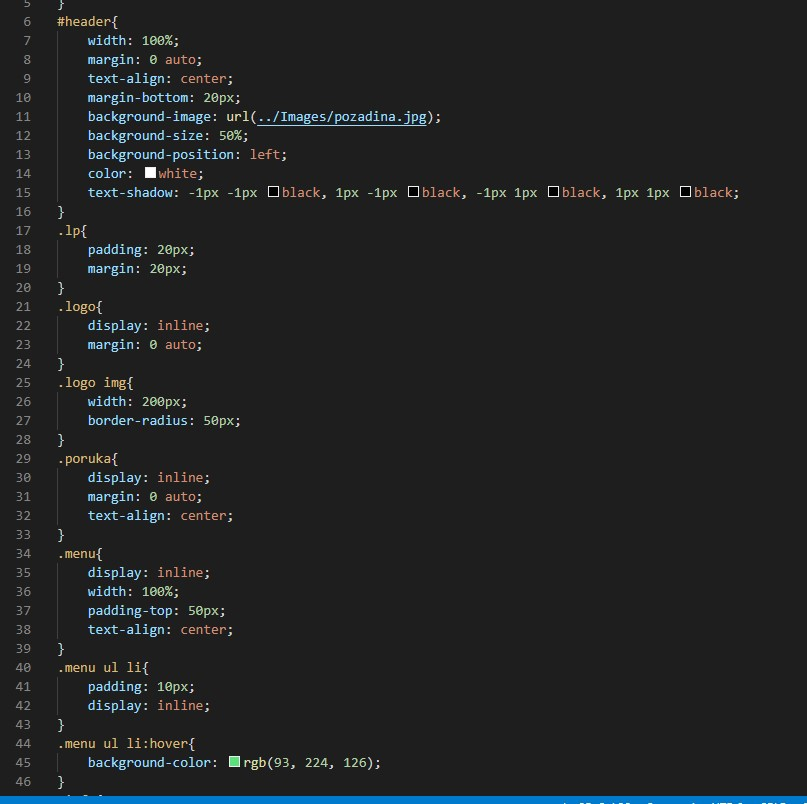 5 }
6 #header{
7 width: 100%;
8 margin: 0 auto;
9 text-align: center;
10 margin-bottom: 20px;
11 background-image: url(../Images/pozadina.jpg);
12 background-size: 50%;
13 background-position: left;
14 color: white;
15 text-shadow: -1px -1px black, 1px -1px black, -1px 1px black, 1px 1px black;
16 }
17 .lp{
18 padding: 20px;
19 margin: 20px;
20 }
21 .logo{
22 display: inline;
23 margin: 0 auto;
24 }
25 .logo img{
26 width: 200px;
27 border-radius: 50px;
28 }
29 .poruka{
30 display: inline;
31 margin: 0 auto;
32 text-align: center;
33 }
34 .menu{
35 display: inline;
36 width: 100%;
37 padding-top: 50px;
38 text-align: center;
39 }
40 .menu ul li{
41 padding: 10px;
42 display: inline;
43 }
44 .menu ul li:hover{
45 background-color: rgb(93, 224, 126);
46 }